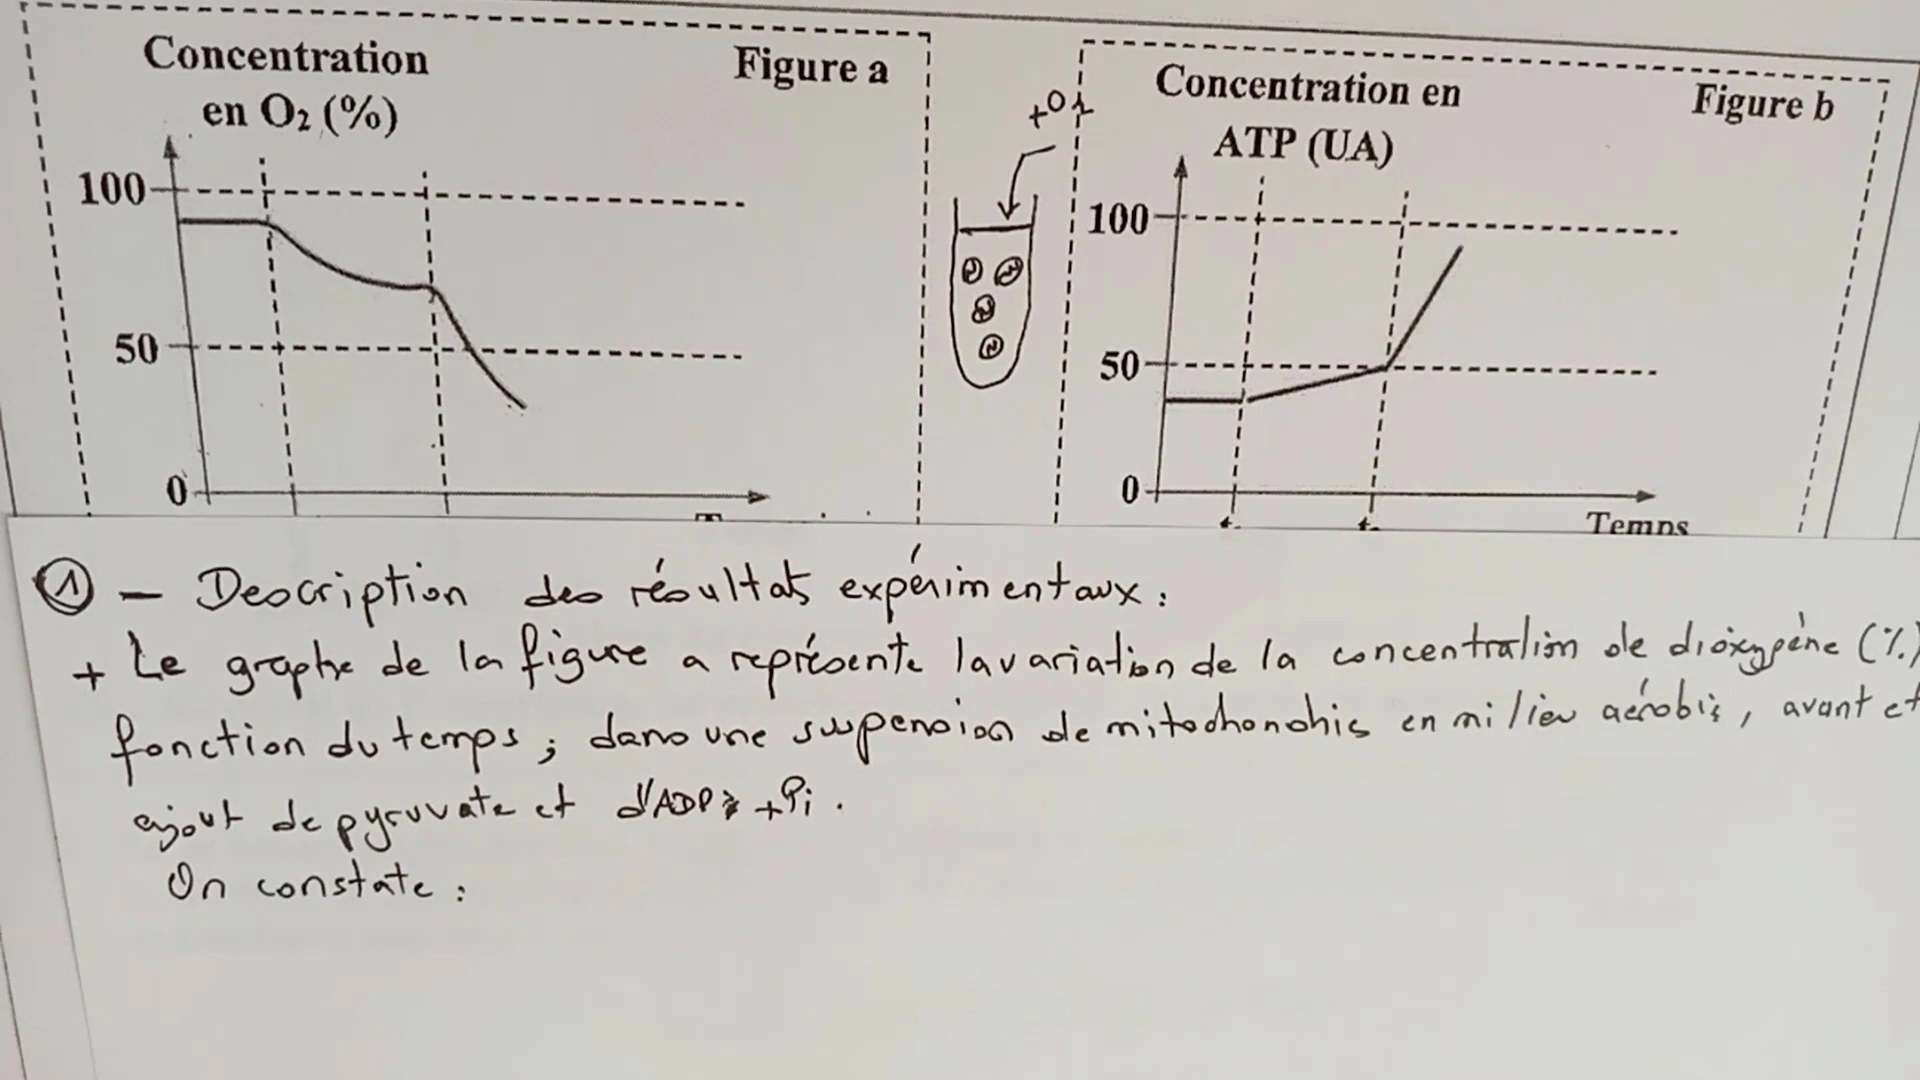 Concentration
en O₂ (%)
Figure a
100
50
0
+O₂
Concentration en
ATP (UA)
Figure b
100
50
0
Temps
① – Description des résultats expérimentaux :
+ Le graphe de la figure a représente la variation de la concentration de dioxygène (%)
fonction du temps ; dans une suspension de mitochondries en milieu aérobie, avant et
ajout de pyruvate et d'ADP + Pi .
On constate :